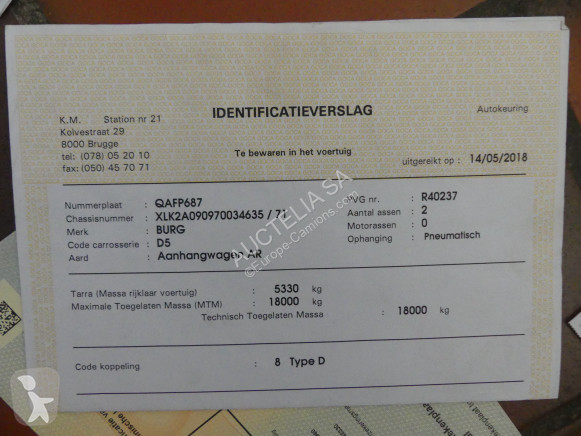 IDENTIFICATIEVERSLAG
Autokeuring
K.M. Station nr 21
Kolvestraat 29
8000 Brugge
tel: (078) 05 20 10
fax: (050) 45 70 71
Te bewaren in het voertuig
uitgereikt op : 14/05/2018
Nummerplaat : QAFP687
PVG nr. : R40237
Chassisnummer : XLK2A090970034635 / 71
Aantal assen : 2
Merk : BURG
Motorassen : 0
Code carrosserie : D5
Ophanging : Pneumatisch
Aard : Aanhangwagen AR
AUCTELIA SA
©Europe-Camions.com
Tarra (Massa rijklaar voertuig) : 5330 kg
Maximale Toegelaten Massa (MTM) : 18000 kg
Technisch Toegelaten Massa : 18000 kg
Code koppeling : 8 Type D